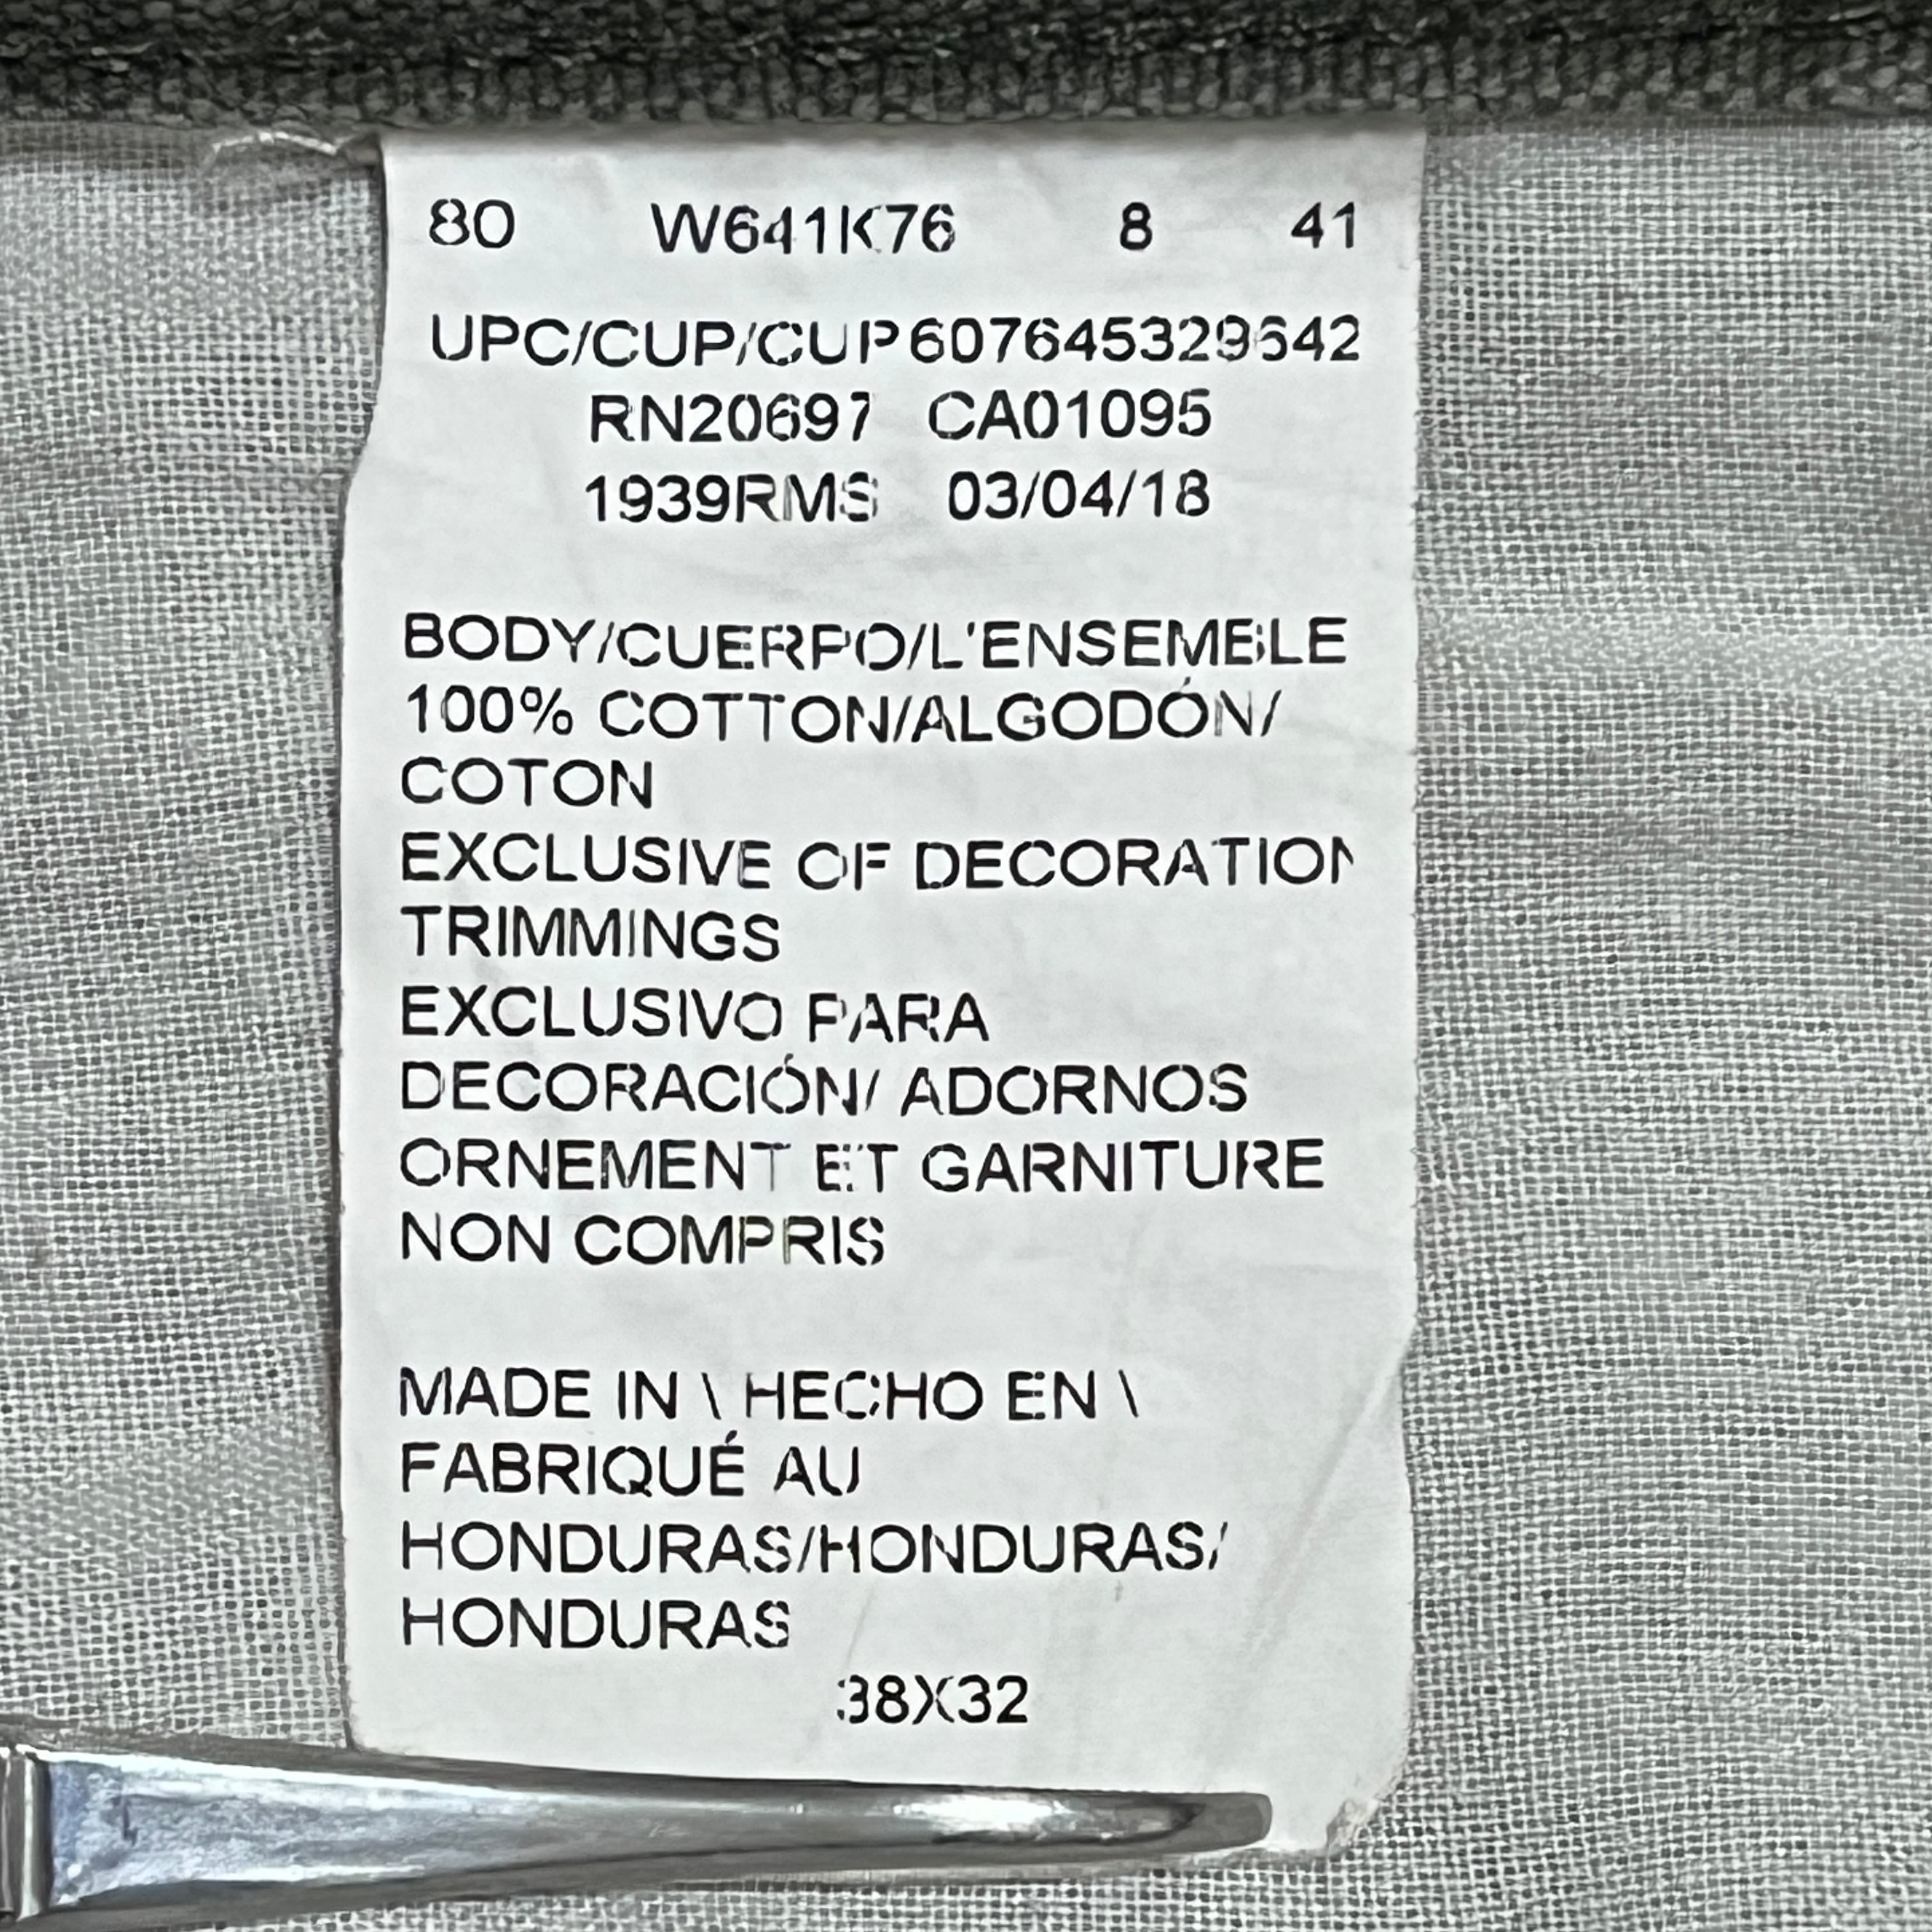 80 W641K76 8 41
UPC/CUP/CUP 607645329642
RN20697 CA01095
1939RMS 03/04/18
BODY/CUERPO/L'ENSEMBLE
100% COTTON/ALGODÓN/
COTON
EXCLUSIVE OF DECORATION
TRIMMINGS
EXCLUSIVO PARA
DECORACIÓN/ ADORNOS
ORNEMENT ET GARNITURE
NON COMPRIS
MADE IN \ HECHO EN \
FABRIQUÉ AU
HONDURAS/HONDURAS/
HONDURAS
38X32